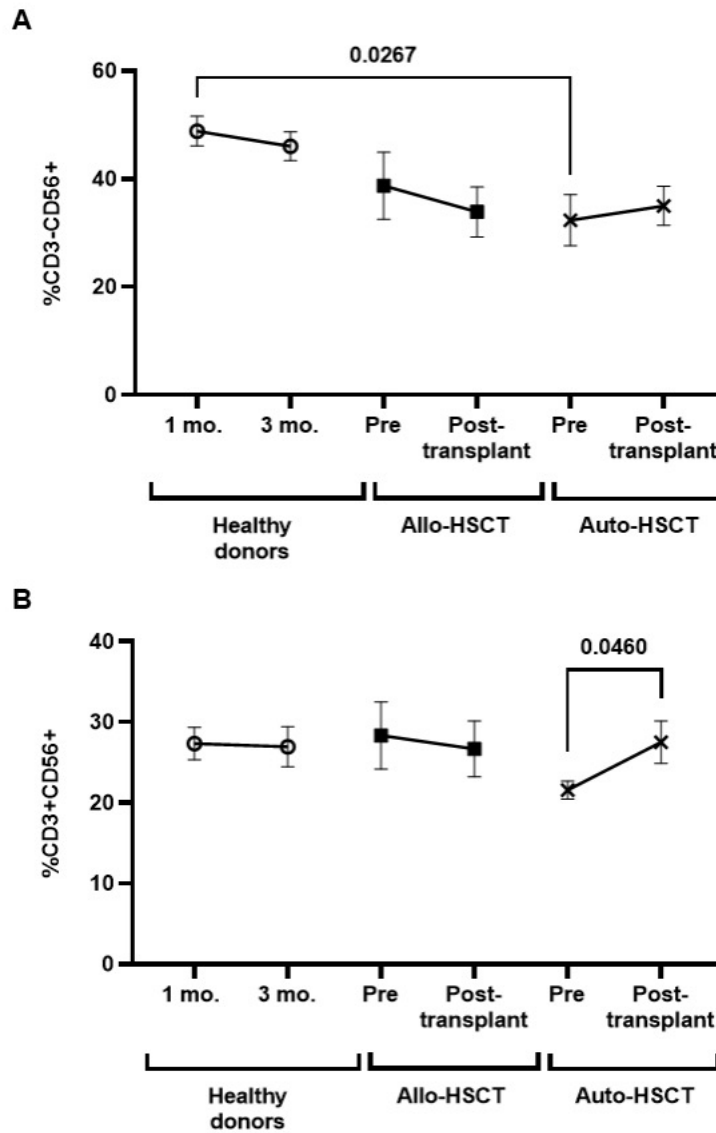 A
0.0267
60
40
20
0
%CD3-CD56+
1 mo. 3 mo. Pre Post- Pre Post-
transplant transplant
Healthy Allo-HSCT Auto-HSCT
donors
B
0.0460
40
30
20
10
0
%CD3+CD56+
1 mo. 3 mo. Pre Post- Pre Post-
transplant transplant
Healthy Allo-HSCT Auto-HSCT
donors